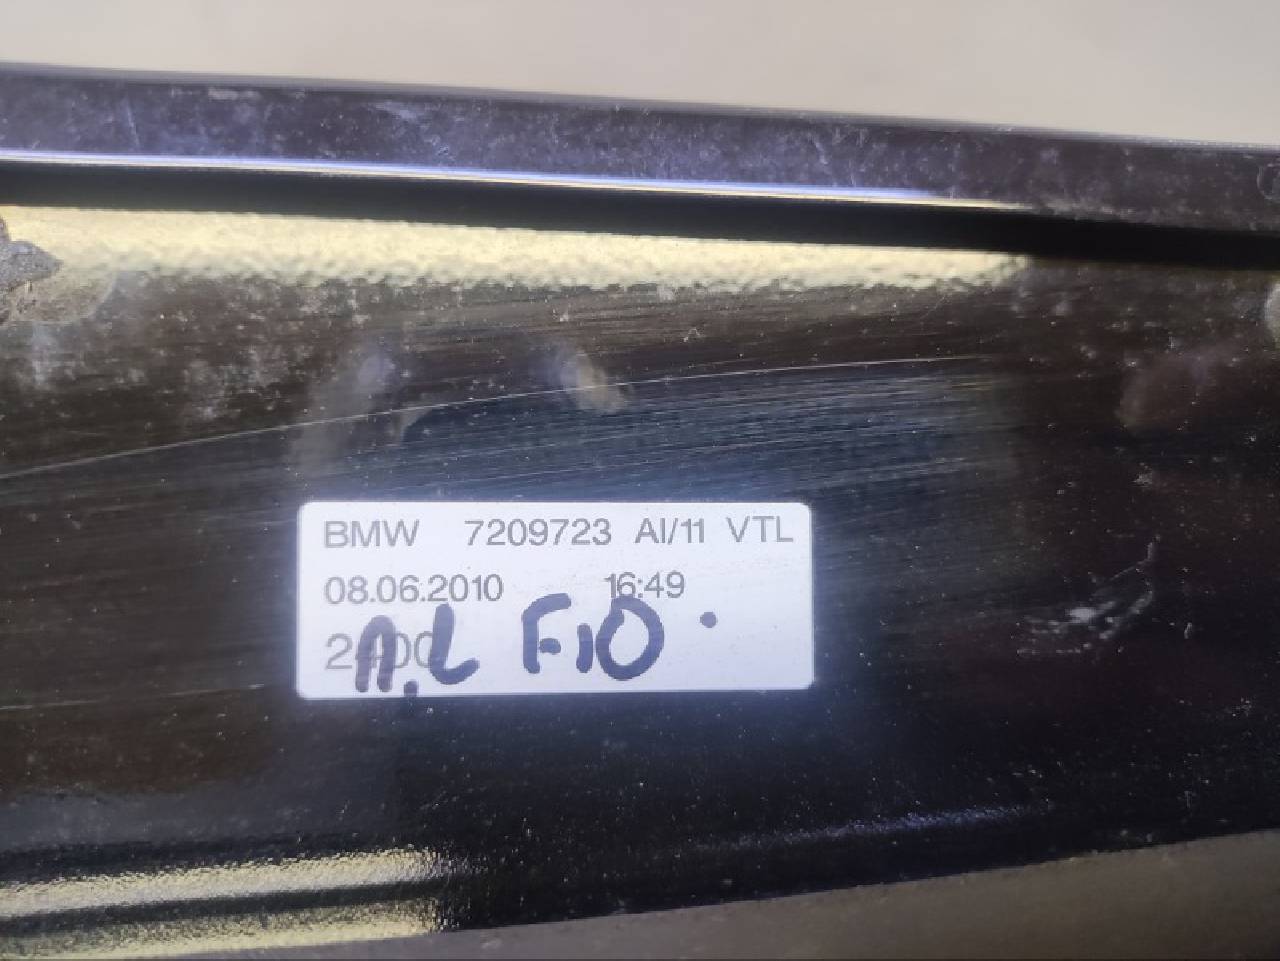 BMW 7209723 AI/11 VTL
08.06.2010 16:49
A.L F10.